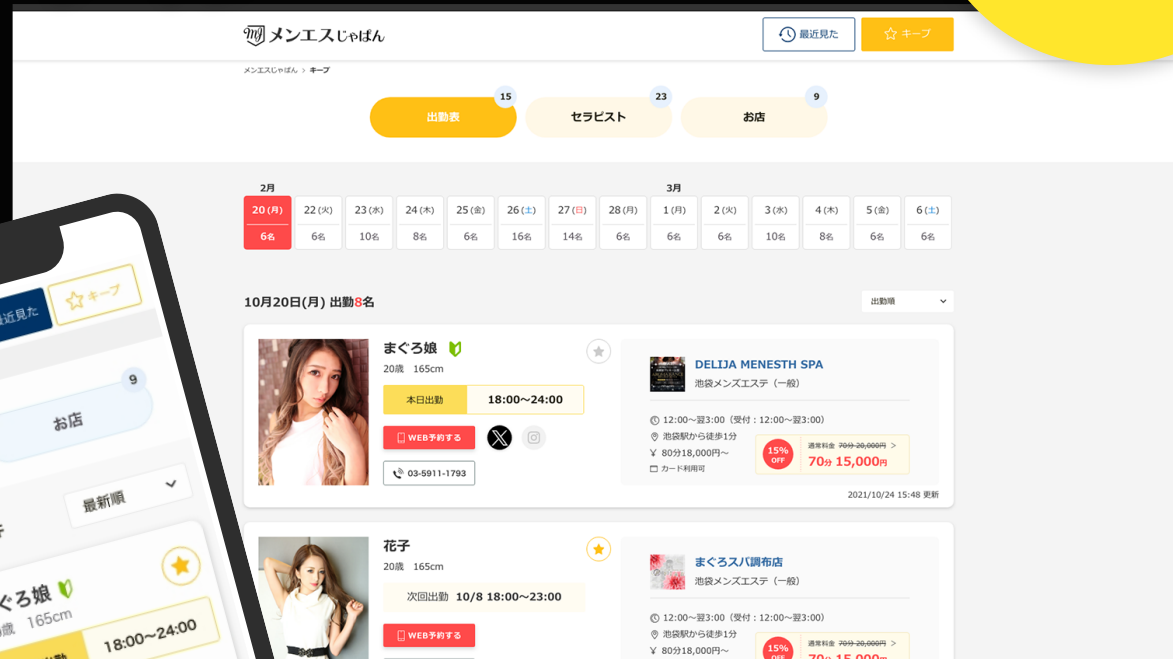 メンエスじゃぱん
最近見た
キープ
メンエスじゃぱん > キープ
出勤表 15
セラピスト 23
お店 9
2月 3月
20(月) 22(火) 23(水) 24(木) 25(金) 26(土) 27(日) 28(月) 1(月) 2(火) 3(水) 4(木) 5(金) 6(土)
6名 6名 10名 8名 6名 16名 14名 6名 6名 6名 10名 8名 6名 6名
10月20日(月) 出勤8名
出勤順
まぐろ娘
20歳 165cm
本日出勤 18:00〜24:00
WEB予約する
03-5911-1793
DELIJA MENESTH SPA
池袋メンズエステ（一般）
12:00〜翌3:00（受付：12:00〜翌3:00）
池袋駅から徒歩1分
¥ 80分18,000円〜
カード利用可
15% OFF
通常料金 70分 20,000円 >
70分 15,000円
2021/10/24 15:48 更新
花子
20歳 165cm
次回出勤 10/8 18:00〜23:00
WEB予約する
まぐろスパ調布店
池袋メンズエステ（一般）
12:00〜翌3:00（受付：12:00〜翌3:00）
池袋駅から徒歩1分
¥ 80分18,000円〜
15% OFF
通常料金 70分 20,000円 >
70分 15,000円
近見た
キープ
9
お店
最新順
ぐろ娘
歳 165cm
18:00〜24:00